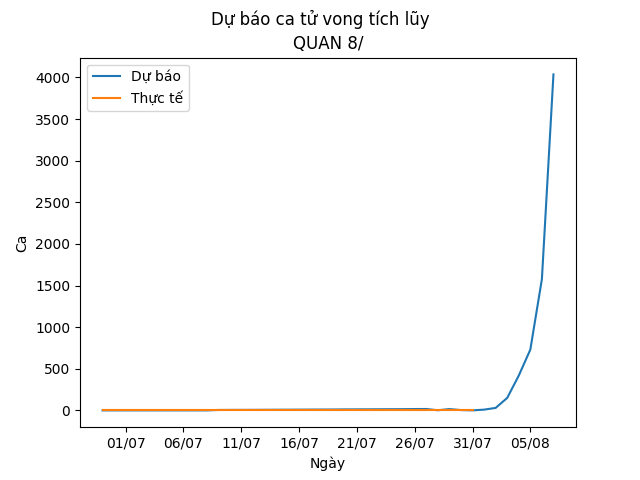 Dự báo ca tử vong tích lũy
QUAN 8/
Dự báo
Thực tế
4000
3500
3000
2500
2000
1500
1000
500
0
Ca
01/07
06/07
11/07
16/07
21/07
26/07
31/07
05/08
Ngày